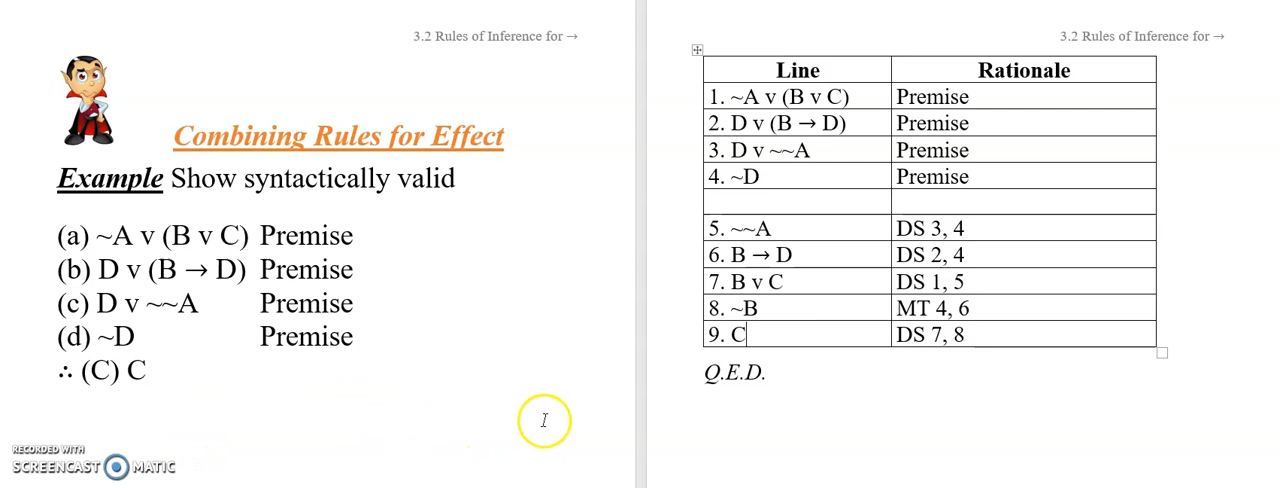 3.2 Rules of Inference for →
Combining Rules for Effect
Example Show syntactically valid
(a) ~A v (B v C) Premise
(b) D v (B → D) Premise
(c) D v ~~A Premise
(d) ~D Premise
∴ (C) C
RECORDED WITH
SCREENCAST MATIC
3.2 Rules of Inference for →
Line Rationale
1. ~A v (B v C) Premise
2. D v (B → D) Premise
3. D v ~~A Premise
4. ~D Premise
5. ~~A DS 3, 4
6. B → D DS 2, 4
7. B v C DS 1, 5
8. ~B MT 4, 6
9. C DS 7, 8
Q.E.D.